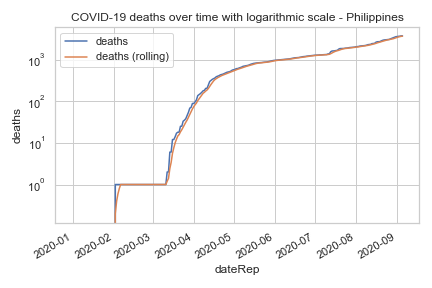 COVID-19 deaths over time with logarithmic scale - Philippines
deaths
deaths (rolling)
10³
10²
10¹
10⁰
deaths
2020-01
2020-02
2020-03
2020-04
2020-05
2020-06
2020-07
2020-08
2020-09
dateRep